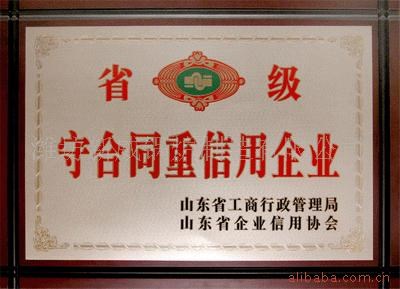 省级
守合同重信用企业
山东省工商行政管理局
山东省企业信用协会
alibaba.com.cn